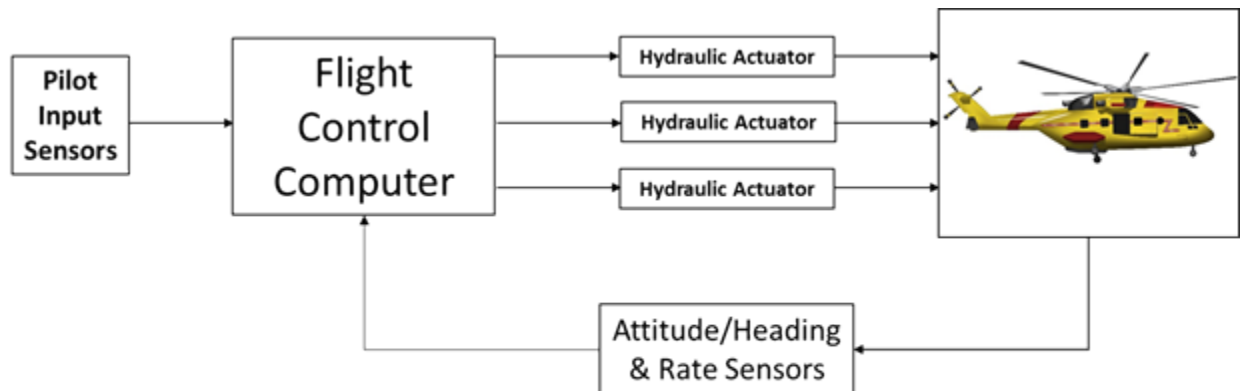 Pilot
Input
Sensors
Flight
Control
Computer
Hydraulic Actuator
Hydraulic Actuator
Hydraulic Actuator
Attitude/Heading
& Rate Sensors